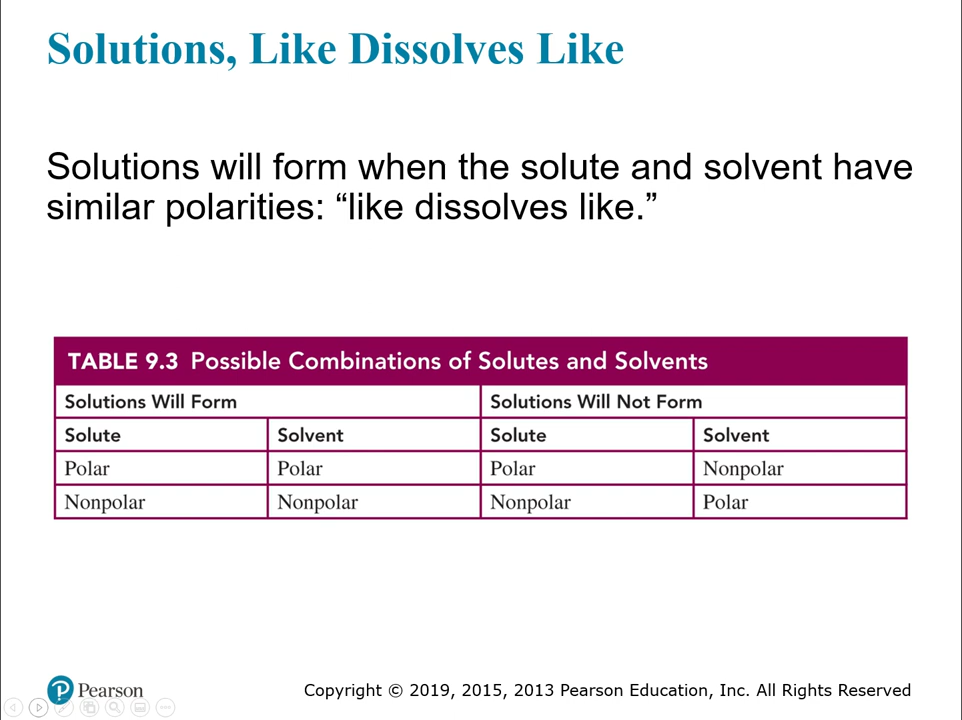 Solutions, Like Dissolves Like
Solutions will form when the solute and solvent have
similar polarities: “like dissolves like.”
TABLE 9.3 Possible Combinations of Solutes and Solvents
Solutions Will Form Solutions Will Not Form
Solute Solvent Solute Solvent
Polar Polar Polar Nonpolar
Nonpolar Nonpolar Nonpolar Polar
P Pearson
Copyright © 2019, 2015, 2013 Pearson Education, Inc. All Rights Reserved